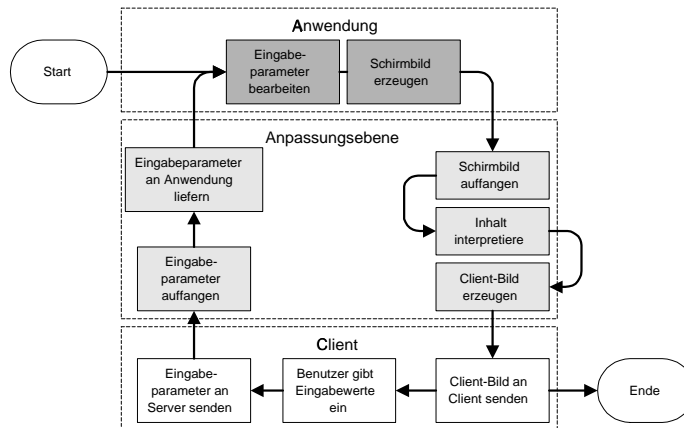 Anwendung
Start
Eingabe-
parameter
bearbeiten
Schirmbild
erzeugen
Anpassungsebene
Eingabeparameter
an Anwendung
liefern
Schirmbild
auffangen
Inhalt
interpretiere
Eingabe-
parameter
auffangen
Client-Bild
erzeugen
Client
Eingabe-
parameter an
Server senden
Benutzer gibt
Eingabewerte
ein
Client-Bild an
Client senden
Ende